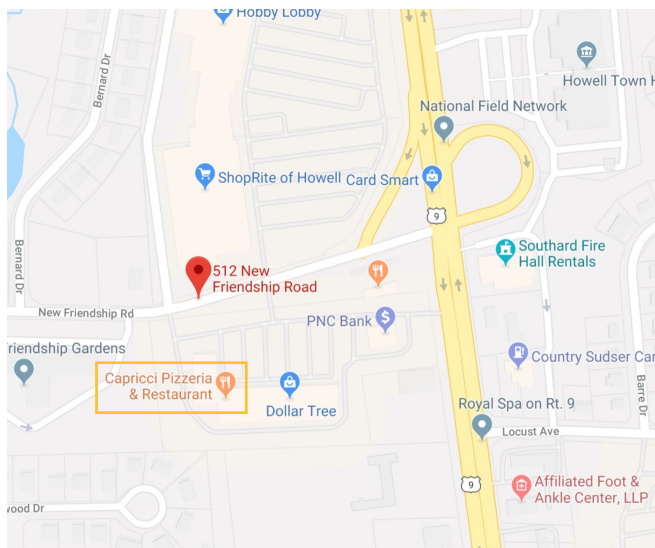 Hobby Lobby
Bernard Dr
Howell Town H
National Field Network
ShopRite of Howell
Card Smart
9
Bernard Dr
512 New
Friendship Road
Southard Fire
Hall Rentals
New Friendship Rd
PNC Bank
$
Friendship Gardens
Country Sudser Car
Capricci Pizzeria
& Restaurant
Dollar Tree
Barre Dr
Royal Spa on Rt. 9
Locust Ave
9
Affiliated Foot &
Ankle Center, LLP
wood Dr